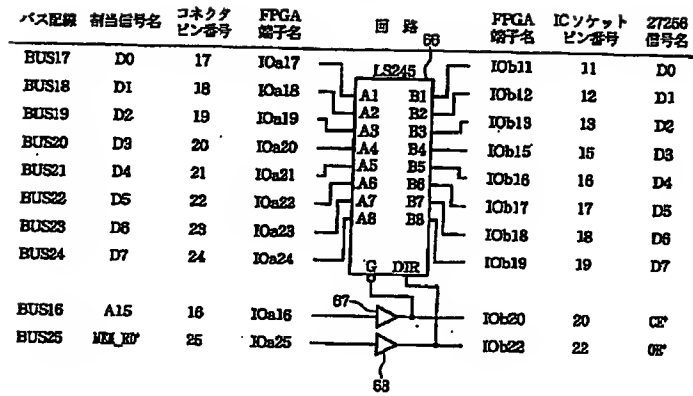 バス配線 割当信号名 コネクタピン番号 FPGA端子名 回路 FPGA端子名 ICソケットピン番号 27256信号名
66
LS245
BUS17 D0 17 IOa17 A1 B1 IOb11 11 D0
BUS18 D1 18 IOa18 A2 B2 IOb12 12 D1
BUS19 D2 19 IOa19 A3 B3 IOb13 13 D2
BUS20 D3 20 IOa20 A4 B4 IOb15 15 D3
BUS21 D4 21 IOa21 A5 B5 IOb16 16 D4
BUS22 D5 22 IOa22 A6 B6 IOb17 17 D5
BUS23 D6 23 IOa23 A7 B7 IOb18 18 D6
BUS24 D7 24 IOa24 A8 B8 IOb19 19 D7
G DIR
67
BUS16 A15 16 IOa16 IOb20 20 CE*
BUS25 MEM_RD* 25 IOa25 IOb22 22 OE*
68